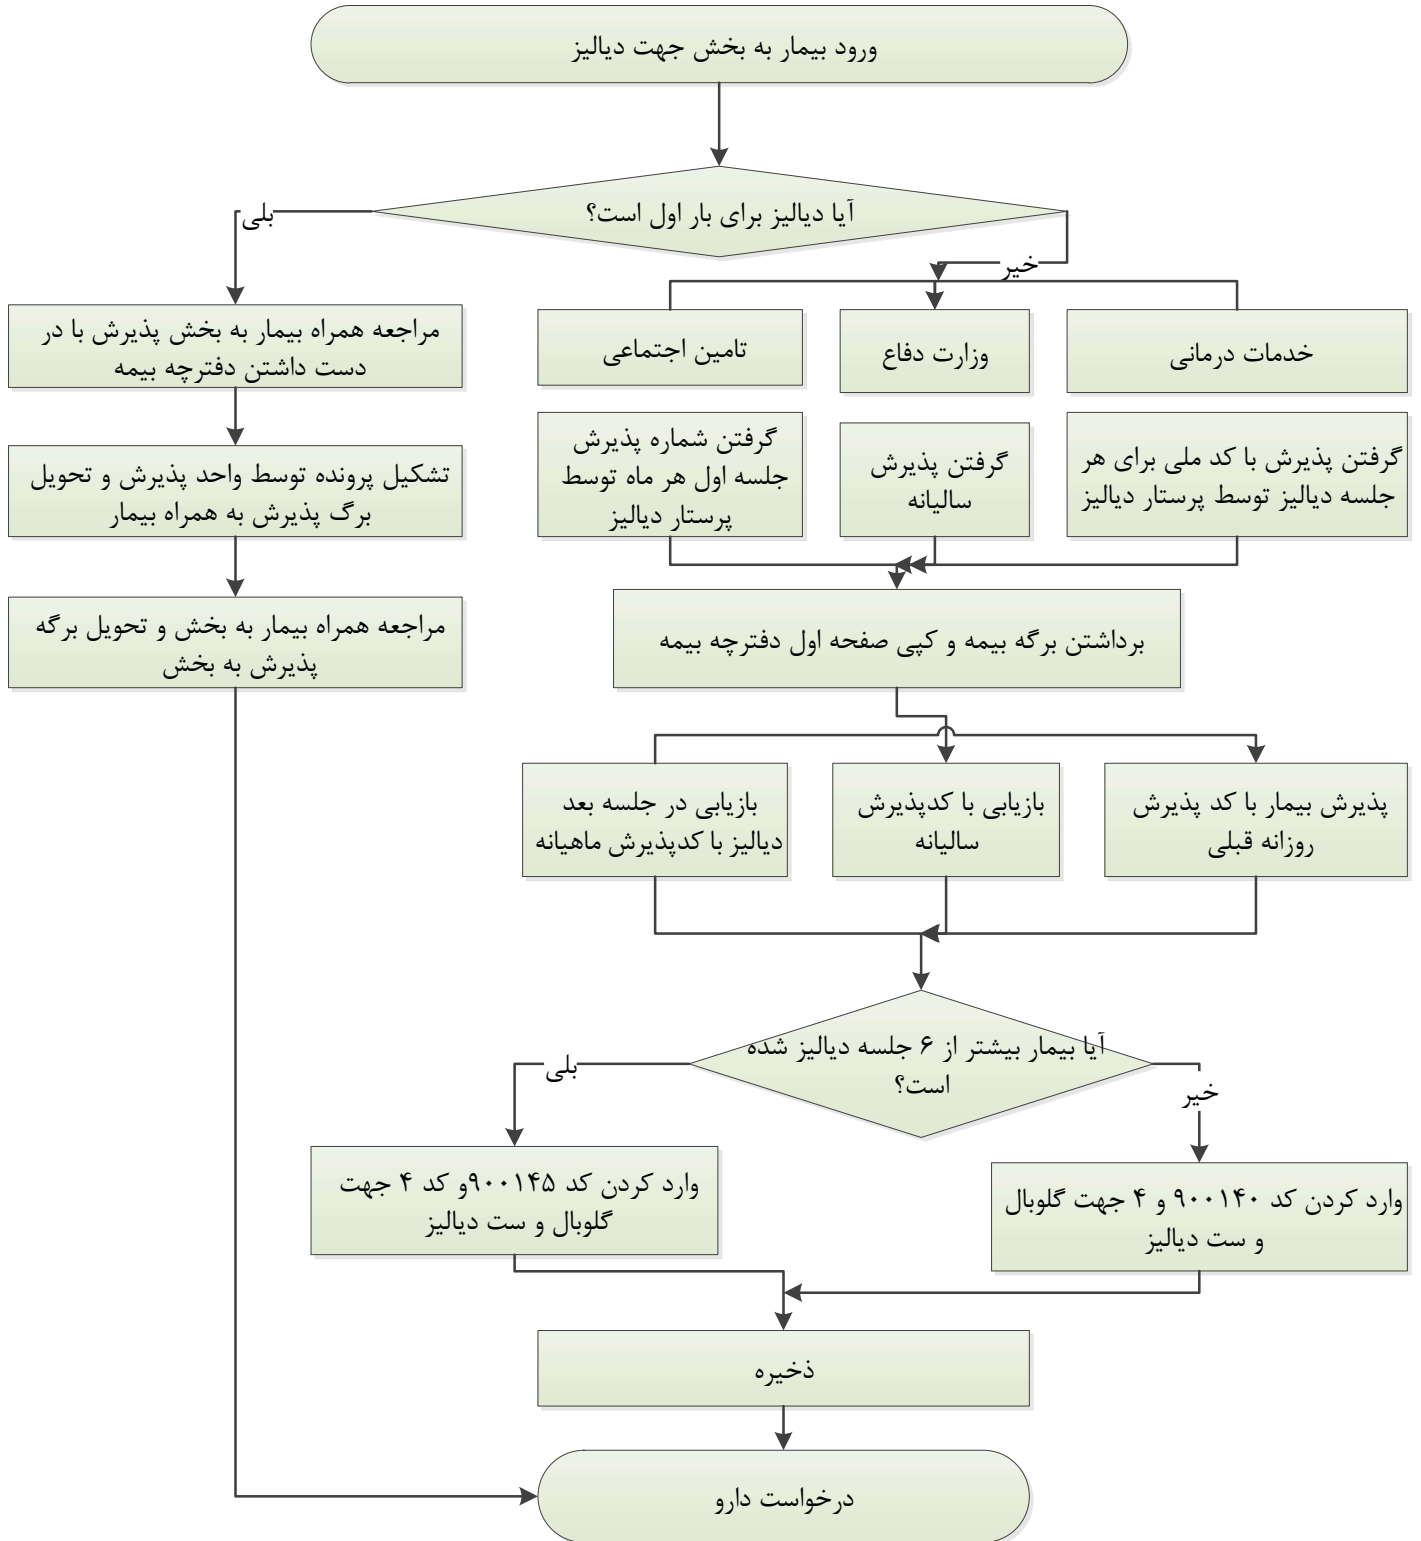 ورود بیمار به بخش جهت دیالیز
آیا دیالیز برای بار اول است؟
بلی
خیر
خدمات درمانی
وزارت دفاع
تامین اجتماعی
مراجعه همراه بیمار به بخش پذیرش با در
دست داشتن دفترچه بیمه
گرفتن پذیرش با کد ملی برای هر
جلسه دیالیز توسط پرستار دیالیز
گرفتن پذیرش
سالیانه
گرفتن شماره پذیرش
جلسه اول هر ماه توسط
پرستار دیالیز
تشکیل پرونده توسط واحد پذیرش و تحویل
برگ پذیرش به همراه بیمار
برداشتن برگه بیمه و کپی صفحه اول دفترچه بیمه
مراجعه همراه بیمار به بخش و تحویل برگه
پذیرش به بخش
پذیرش بیمار با کد پذیرش
روزانه قبلی
بازیابی با کدپذیرش
سالیانه
بازیابی در جلسه بعد
دیالیز با کدپذیرش ماهیانه
آیا بیمار بیشتر از ۶ جلسه دیالیز شده
است؟
بلی
خیر
وارد کردن کد ۹۰۰۱۴۰ و ۴ جهت گلوبال
و ست دیالیز
وارد کردن کد ۹۰۰۱۴۵و کد ۴ جهت
گلوبال و ست دیالیز
ذخیره
درخواست دارو